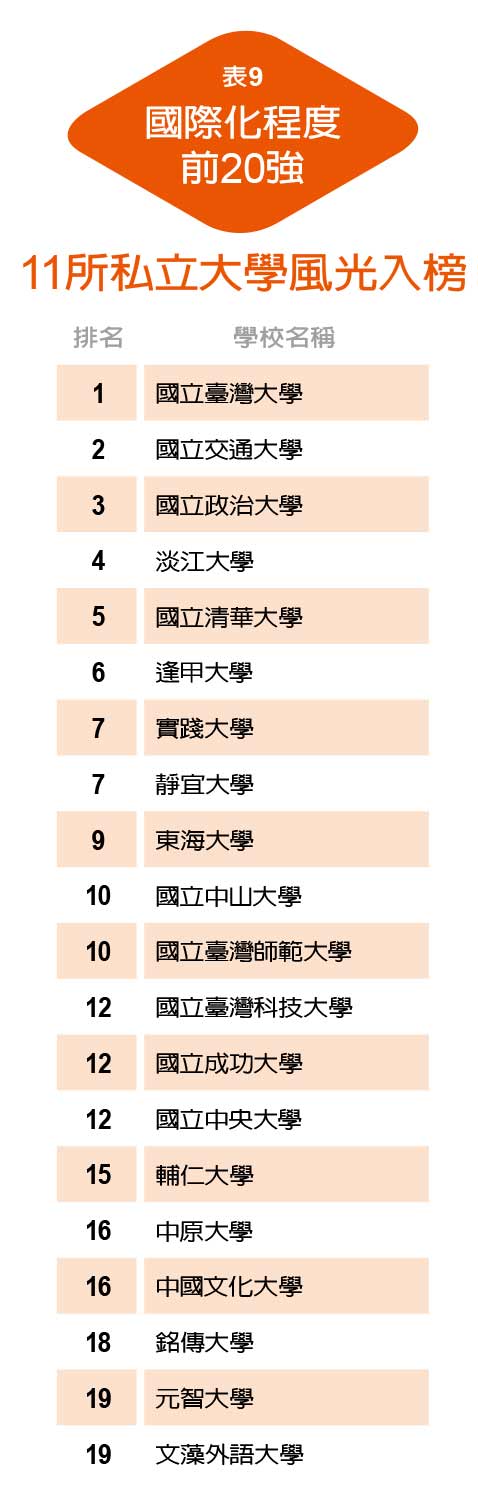 表9
國際化程度
前20強
11所私立大學風光入榜
排名 學校名稱
1 國立臺灣大學
2 國立交通大學
3 國立政治大學
4 淡江大學
5 國立清華大學
6 逢甲大學
7 實踐大學
7 靜宜大學
9 東海大學
10 國立中山大學
10 國立臺灣師範大學
12 國立臺灣科技大學
12 國立成功大學
12 國立中央大學
15 輔仁大學
16 中原大學
16 中國文化大學
18 銘傳大學
19 元智大學
19 文藻外語大學